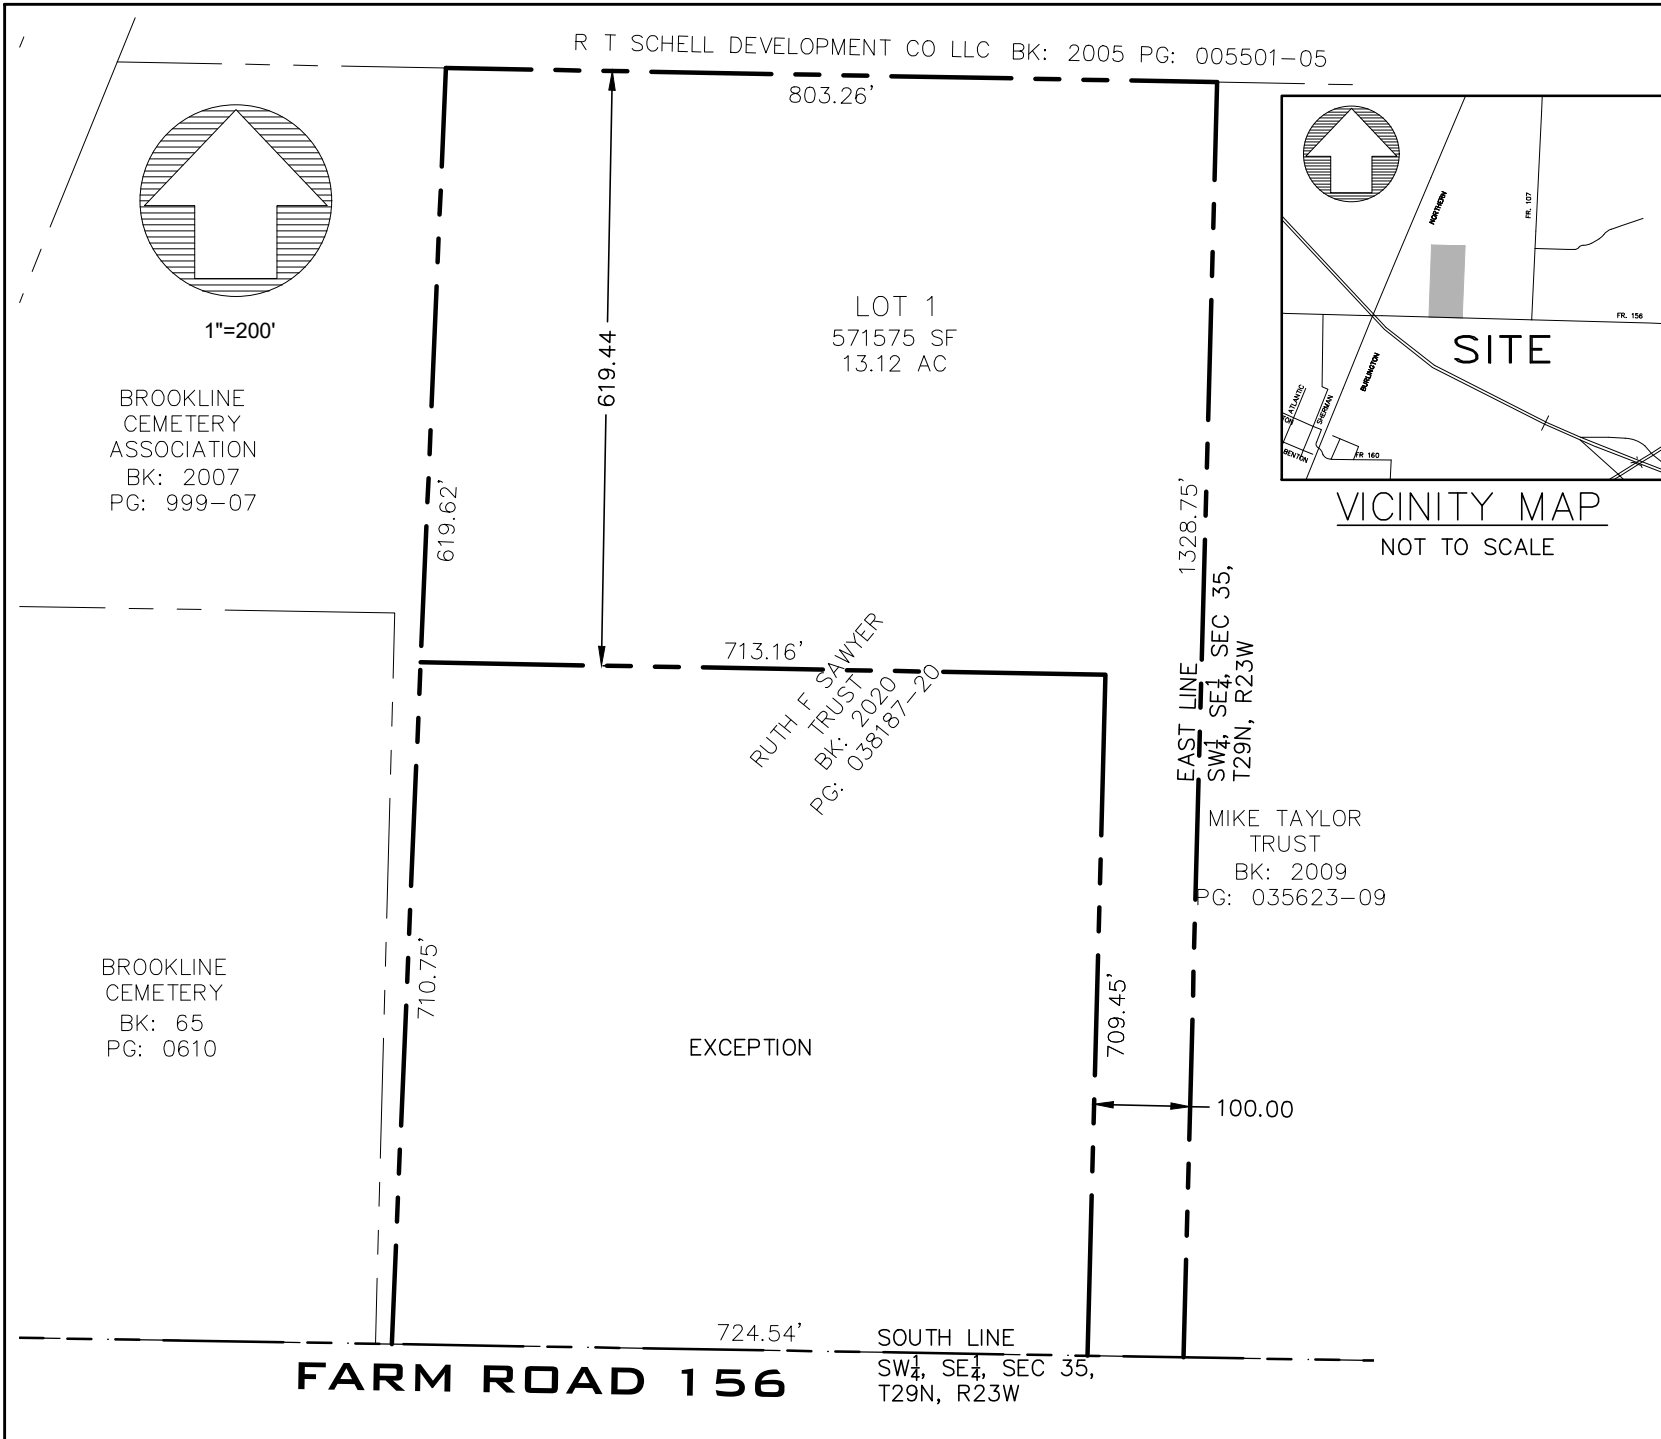 R T SCHELL DEVELOPMENT CO LLC BK: 2005 PG: 005501-05
803.26'
1"=200'
619.44
LOT 1
571575 SF
13.12 AC
BROOKLINE
CEMETERY
ASSOCIATION
BK: 2007
PG: 999-07
619.62'
1328.75'
NORTHERN
FR. 107
FR. 156
SITE
BURLINGTON
ATLANTIC
SHERMAN
BENTON
FR 160
VICINITY MAP
NOT TO SCALE
713.16'
RUTH F SAWYER
TRUST
BK: 2020
PG: 038187-20
EAST LINE
SW¼, SE¼, SEC 35,
T29N, R23W
MIKE TAYLOR
TRUST
BK: 2009
PG: 035623-09
710.75'
709.45'
BROOKLINE
CEMETERY
BK: 65
PG: 0610
EXCEPTION
100.00
724.54'
SOUTH LINE
SW¼, SE¼, SEC 35,
T29N, R23W
FARM ROAD 156